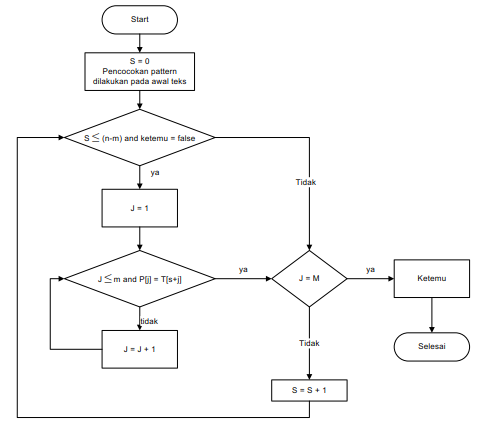 Start
S = 0
Pencocokan pattern
dilakukan pada awal teks
S ≤ (n-m) and ketemu = false
ya
Tidak
J = 1
J ≤ m and P[j] = T[s+j]
ya
J = M
ya
Ketemu
tidak
J = J + 1
Tidak
Selesai
S = S + 1